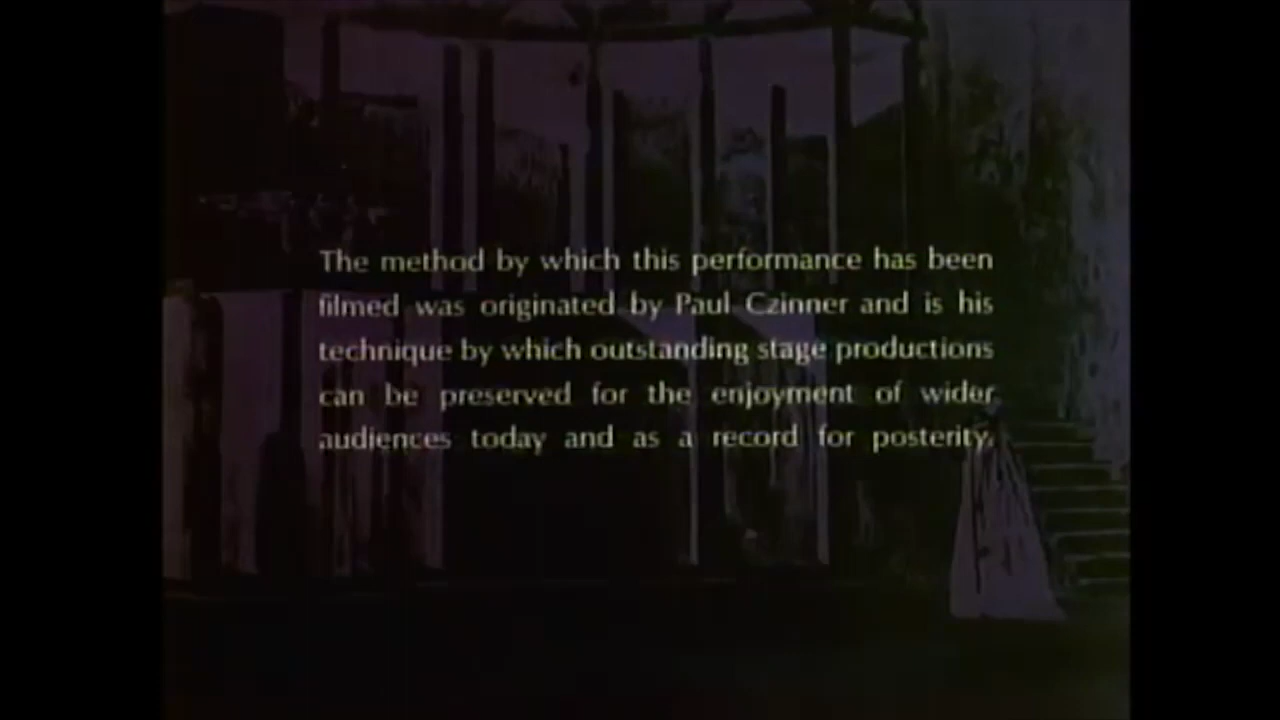 The method by which this performance has been
filmed was originated by Paul Czinner and is his
technique by which outstanding stage productions
can be preserved for the enjoyment of wider
audiences today and as a record for posterity.